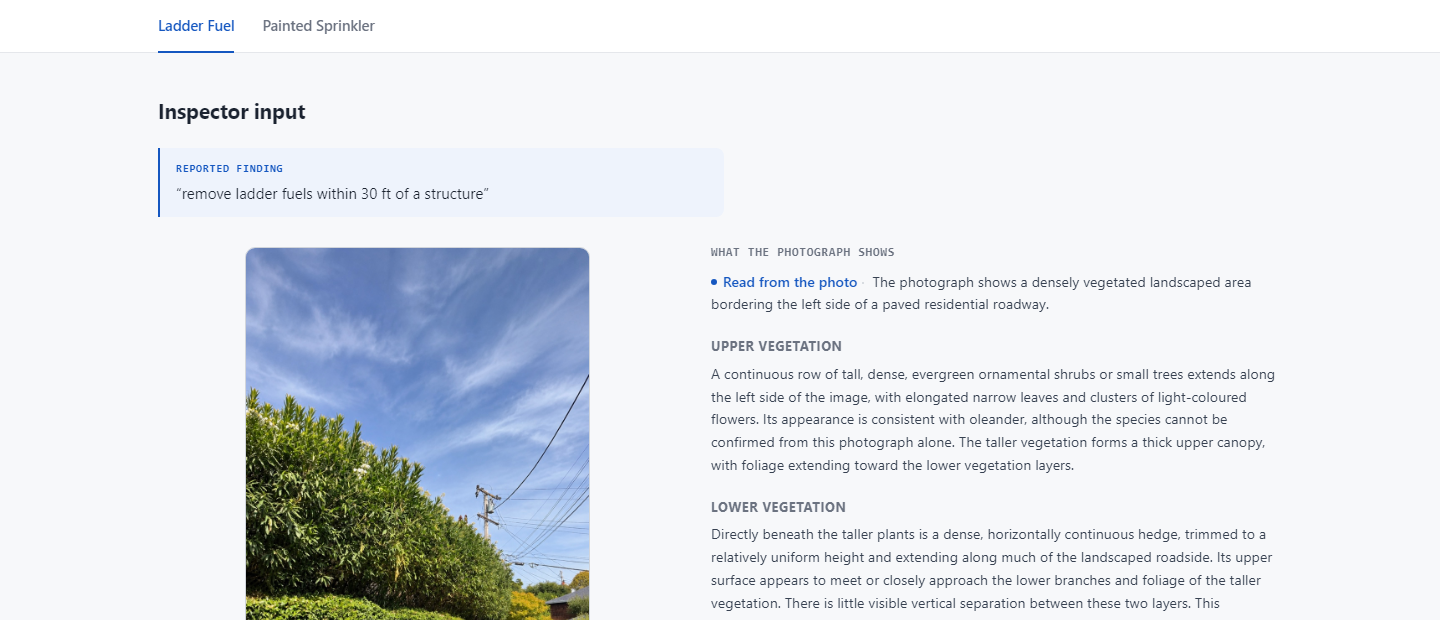 Ladder Fuel
Painted Sprinkler
Inspector input
REPORTED FINDING
“remove ladder fuels within 30 ft of a structure”
WHAT THE PHOTOGRAPH SHOWS
Read from the photo · The photograph shows a densely vegetated landscaped area
bordering the left side of a paved residential roadway.
UPPER VEGETATION
A continuous row of tall, dense, evergreen ornamental shrubs or small trees extends along
the left side of the image, with elongated narrow leaves and clusters of light-coloured
flowers. Its appearance is consistent with oleander, although the species cannot be
confirmed from this photograph alone. The taller vegetation forms a thick upper canopy,
with foliage extending toward the lower vegetation layers.
LOWER VEGETATION
Directly beneath the taller plants is a dense, horizontally continuous hedge, trimmed to a
relatively uniform height and extending along much of the landscaped roadside. Its upper
surface appears to meet or closely approach the lower branches and foliage of the taller
vegetation. There is little visible vertical separation between these two layers. This